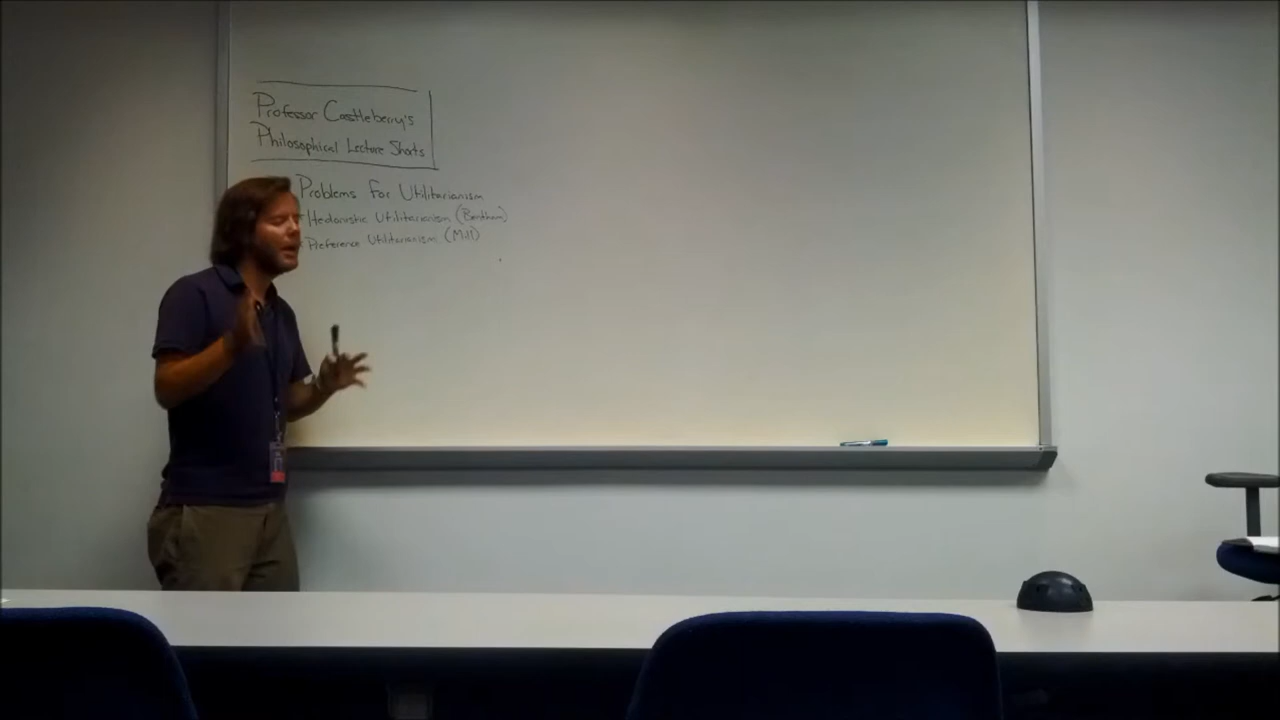 Professor Castleberry's
Philosophical Lecture Shorts
Problems for Utilitarianism
Hedonistic Utilitarianism (Bentham)
Preference Utilitarianism (Mill)